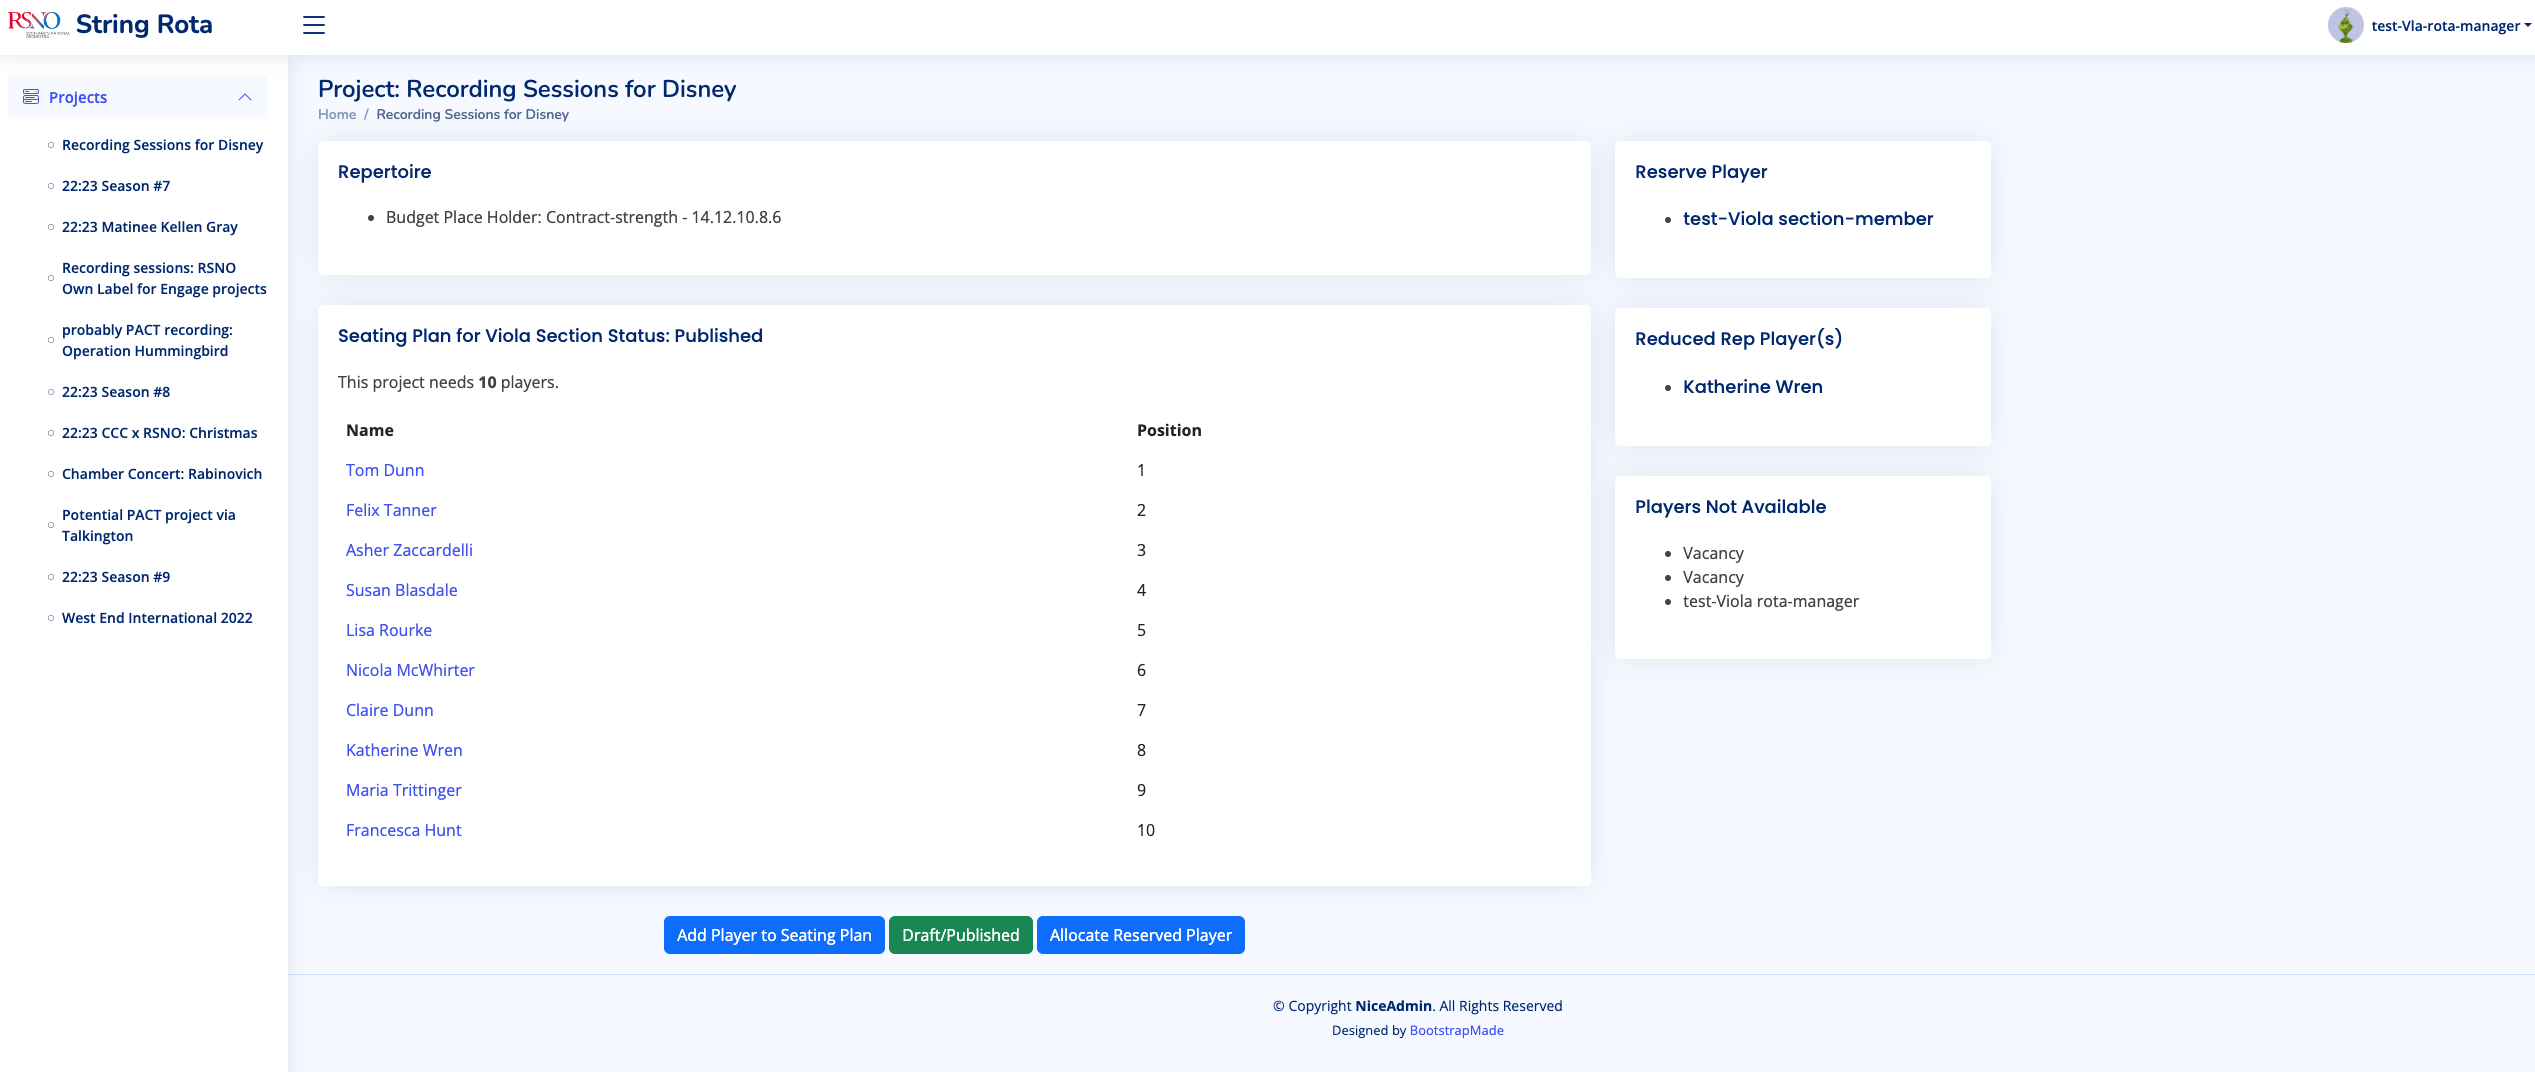 RSNO String Rota
SCOTLAND'S NATIONAL
ORCHESTRA
test-Vla-rota-manager
Projects
Recording Sessions for Disney
22:23 Season #7
22:23 Matinee Kellen Gray
Recording sessions: RSNO
Own Label for Engage projects
probably PACT recording:
Operation Hummingbird
22:23 Season #8
22:23 CCC x RSNO: Christmas
Chamber Concert: Rabinovich
Potential PACT project via
Talkington
22:23 Season #9
West End International 2022
Project: Recording Sessions for Disney
Home / Recording Sessions for Disney
Repertoire
Budget Place Holder: Contract-strength - 14.12.10.8.6
Seating Plan for Viola Section Status: Published
This project needs 10 players.
Name Position
Tom Dunn 1
Felix Tanner 2
Asher Zaccardelli 3
Susan Blasdale 4
Lisa Rourke 5
Nicola McWhirter 6
Claire Dunn 7
Katherine Wren 8
Maria Trittinger 9
Francesca Hunt 10
Add Player to Seating Plan
Draft/Published
Allocate Reserved Player
Reserve Player
test-Viola section-member
Reduced Rep Player(s)
Katherine Wren
Players Not Available
Vacancy
Vacancy
test-Viola rota-manager
© Copyright NiceAdmin. All Rights Reserved
Designed by BootstrapMade